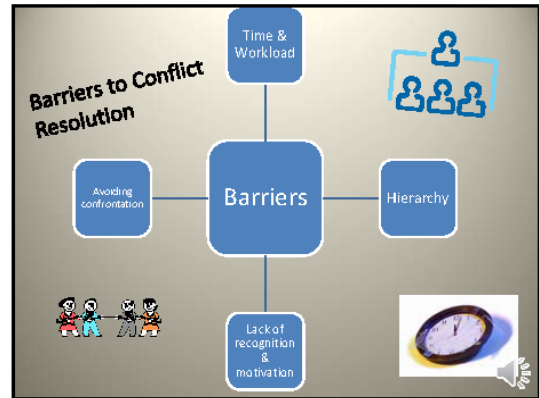 Time &
Workload
Barriers to Conflict
Resolution
Avoiding
confrontation
Barriers
Hierarchy
Lack of
recognition
&
motivation